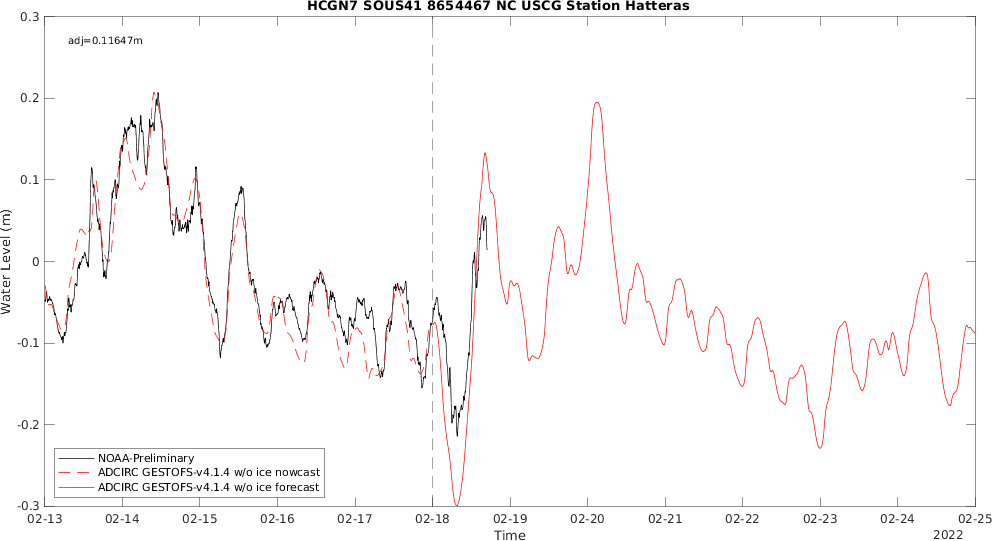 HCGN7 SOUS41 8654467 NC USCG Station Hatteras
adj=0.11647m
0.3
0.2
0.1
0
-0.1
-0.2
-0.3
Water Level (m)
NOAA-Preliminary
ADCIRC GESTOFS-v4.1.4 w/o ice nowcast
ADCIRC GESTOFS-v4.1.4 w/o ice forecast
02-13 02-14 02-15 02-16 02-17 02-18 02-19 02-20 02-21 02-22 02-23 02-24 02-25
Time
2022